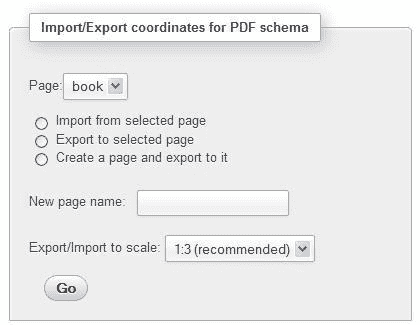 Import/Export coordinates for PDF schema
Page: book
Import from selected page
Export to selected page
Create a page and export to it
New page name:
Export/Import to scale: 1:3 (recommended)
Go